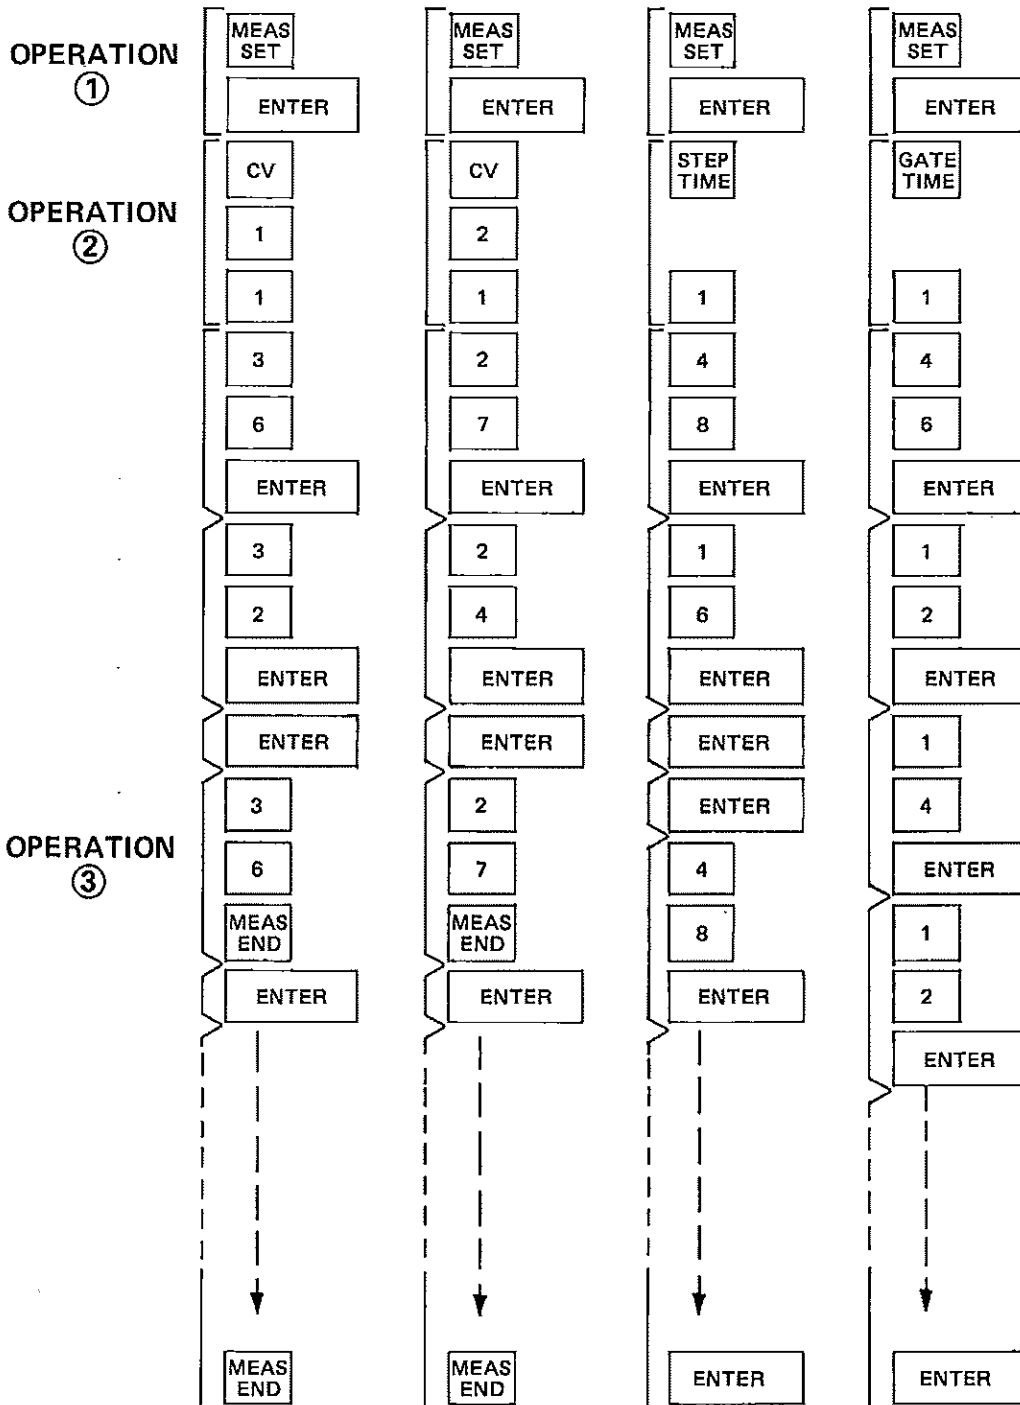 OPERATION
①
OPERATION
②
OPERATION
③
MEAS
SET
ENTER
CV
1
1
3
6
ENTER
3
2
ENTER
ENTER
3
6
MEAS
END
ENTER
MEAS
END
MEAS
SET
ENTER
CV
2
1
2
7
ENTER
2
4
ENTER
ENTER
2
7
MEAS
END
ENTER
MEAS
END
MEAS
SET
ENTER
STEP
TIME
1
4
8
ENTER
1
6
ENTER
ENTER
ENTER
4
8
ENTER
ENTER
MEAS
SET
ENTER
GATE
TIME
1
4
6
ENTER
1
2
ENTER
1
4
ENTER
1
2
ENTER
ENTER